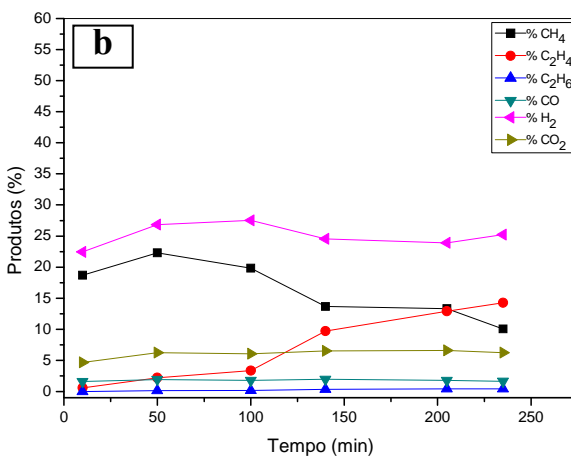 b
% CH₄
% C₂H₄
% C₂H₆
% CO
% H₂
% CO₂
Produtos (%)
60
55
50
45
40
35
30
25
20
15
10
5
0
0 50 100 150 200 250
Tempo (min)